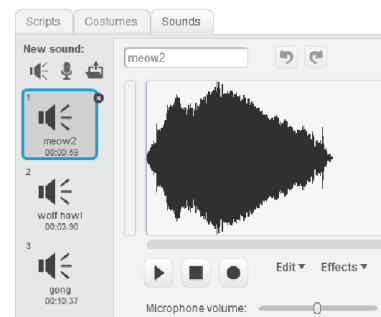 Scripts Costumes Sounds
New sound:
meow2
1
meow2
00:00.59
2
wolf howl
00:03.90
3
gong
00:10.37
Edit Effects
Microphone volume: